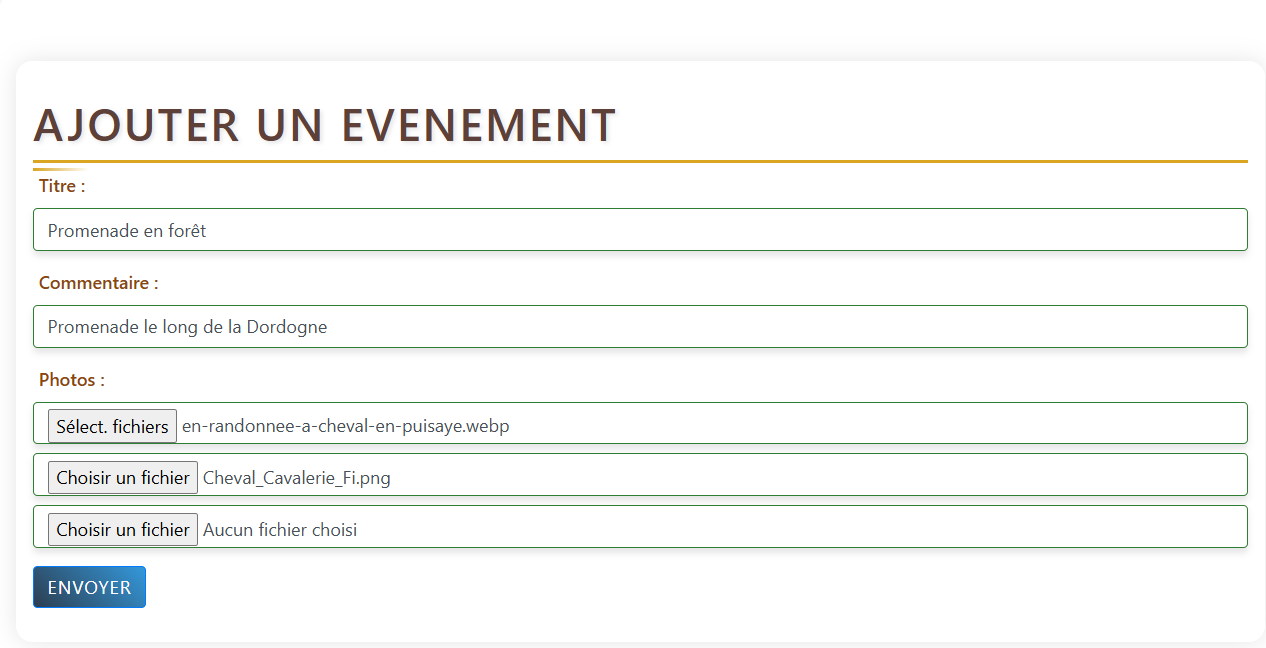 AJOUTER UN EVENEMENT
Titre :
Promenade en forêt
Commentaire :
Promenade le long de la Dordogne
Photos :
Sélect. fichiers en-randonnee-a-cheval-en-puisaye.webp
Choisir un fichier Cheval_Cavalerie_Fi.png
Choisir un fichier Aucun fichier choisi
ENVOYER